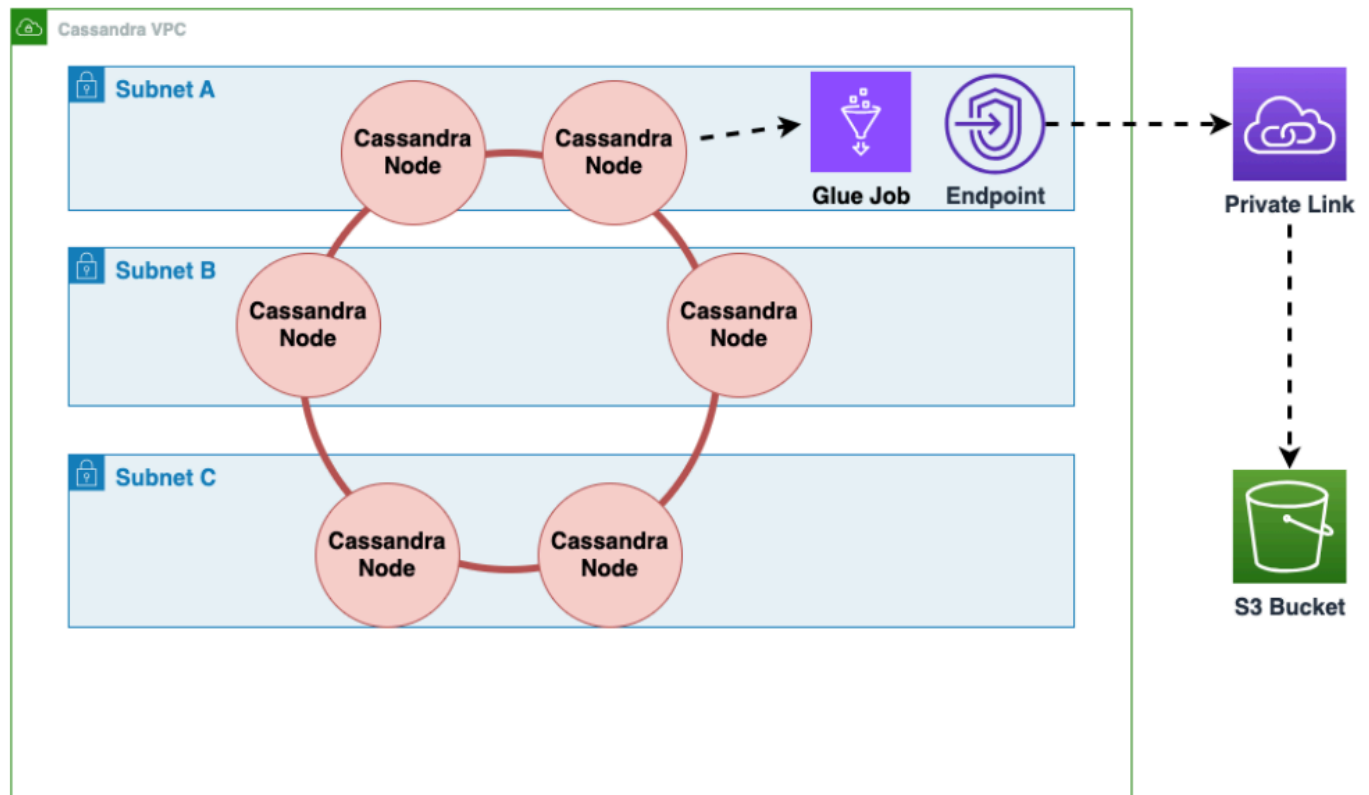 Cassandra VPC
Subnet A
Cassandra
Node
Cassandra
Node
Glue Job
Endpoint
Private Link
Subnet B
Cassandra
Node
Cassandra
Node
Subnet C
Cassandra
Node
Cassandra
Node
S3 Bucket